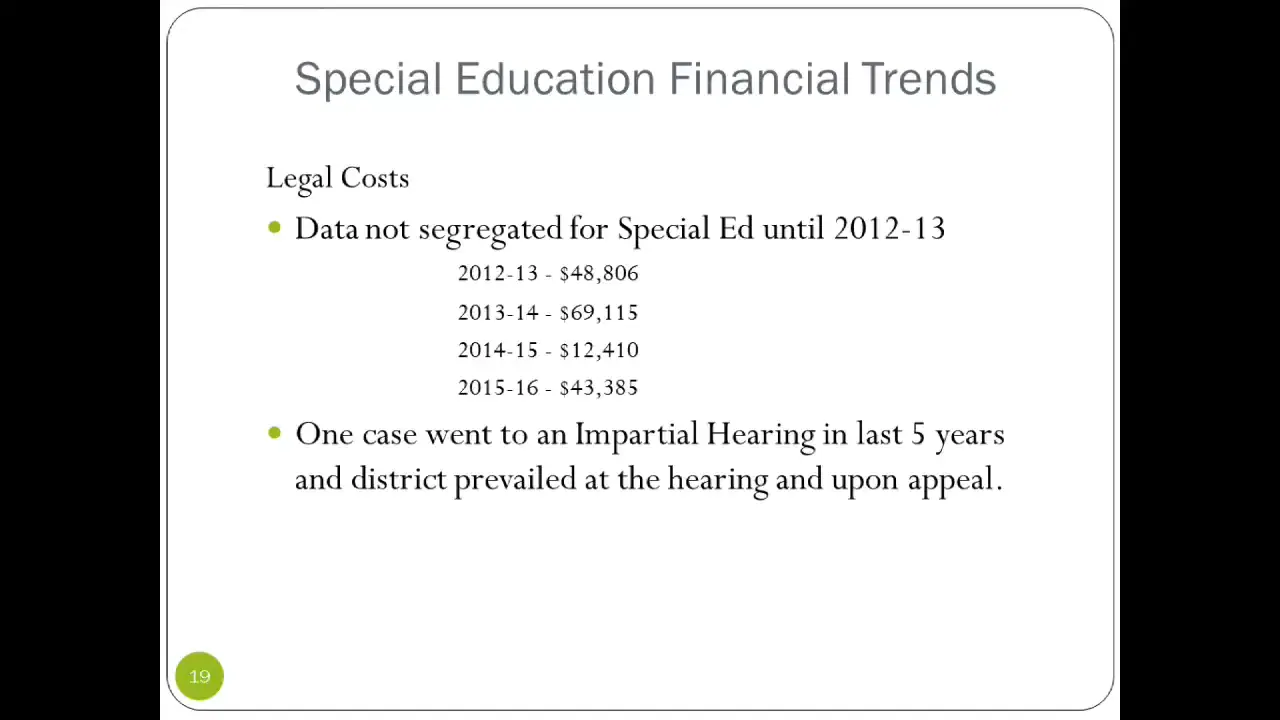 Special Education Financial Trends
Legal Costs
• Data not segregated for Special Ed until 2012-13
2012-13 - $48,806
2013-14 - $69,115
2014-15 - $12,410
2015-16 - $43,385
• One case went to an Impartial Hearing in last 5 years
and district prevailed at the hearing and upon appeal.
19